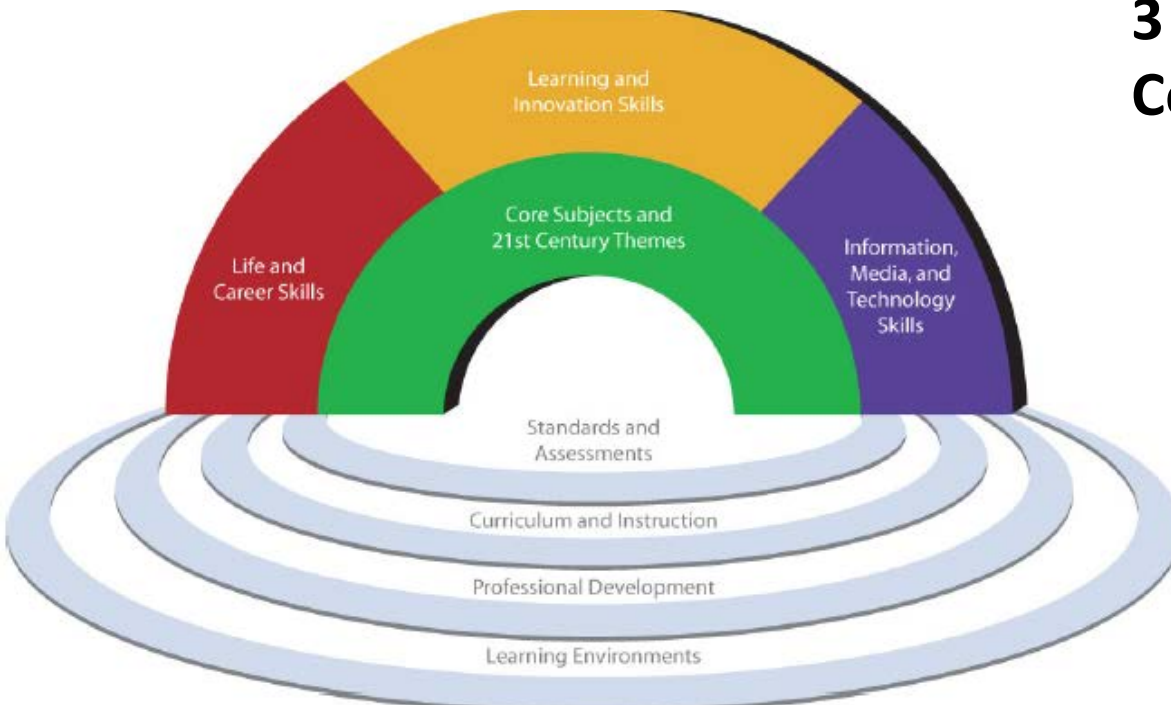 3
Learning and
Innovation Skills
Core Subjects and
21st Century Themes
Life and
Career Skills
Information,
Media, and
Technology
Skills
Standards and
Assessments
Curriculum and Instruction
Professional Development
Learning Environments